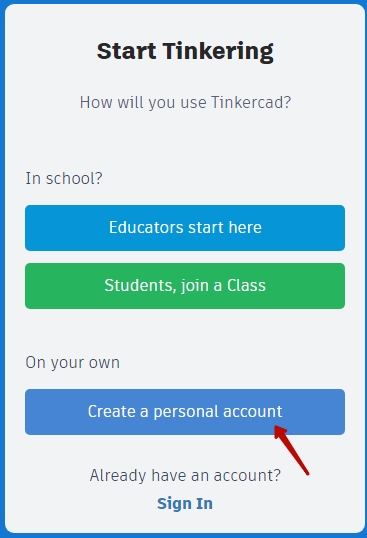 Start Tinkering
How will you use Tinkercad?
In school?
Educators start here
Students, join a Class
On your own
Create a personal account
Already have an account?
Sign In